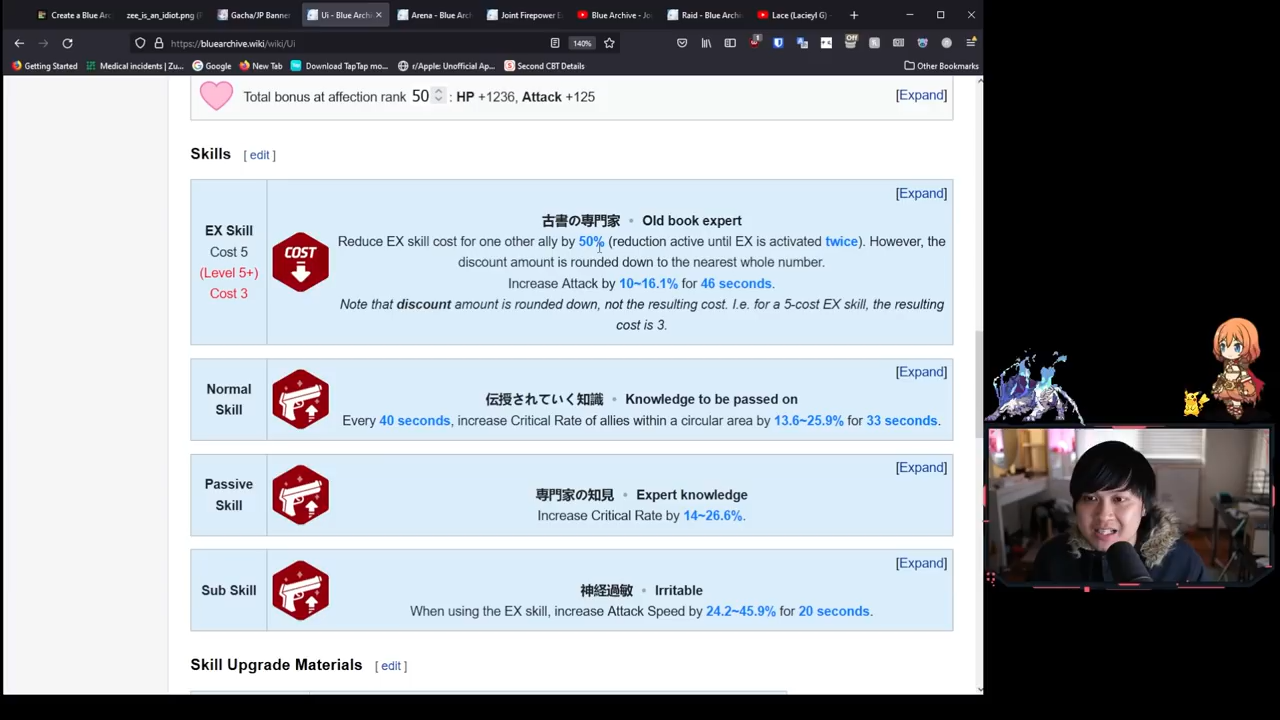 Create a Blue Arc
zee_is_an_idiot.png (F
Gacha/JP Banner
Ui - Blue Archi
Arena - Blue Arc
Joint Firepower E
Blue Archive - Jo
Raid - Blue Archi
Lace (Lacieyl G) -
https://bluearchive.wiki/wiki/Ui
140%
Off
Getting Started
Medical incidents | Zu...
Google
New Tab
Download TapTap mo...
r/Apple: Unofficial Ap...
Second CBT Details
Other Bookmarks
Total bonus at affection rank 50 : HP +1236, Attack +125
[Expand]
Skills [ edit ]
[Expand]
EX Skill
Cost 5
(Level 5+)
Cost 3
COST
古書の専門家 • Old book expert
Reduce EX skill cost for one other ally by 50% (reduction active until EX is activated twice). However, the
discount amount is rounded down to the nearest whole number.
Increase Attack by 10~16.1% for 46 seconds.
Note that discount amount is rounded down, not the resulting cost. I.e. for a 5-cost EX skill, the resulting
cost is 3.
[Expand]
Normal
Skill
伝授されていく知識 • Knowledge to be passed on
Every 40 seconds, increase Critical Rate of allies within a circular area by 13.6~25.9% for 33 seconds.
[Expand]
Passive
Skill
専門家の知見 • Expert knowledge
Increase Critical Rate by 14~26.6%.
[Expand]
Sub Skill
神経過敏 • Irritable
When using the EX skill, increase Attack Speed by 24.2~45.9% for 20 seconds.
Skill Upgrade Materials [ edit ]